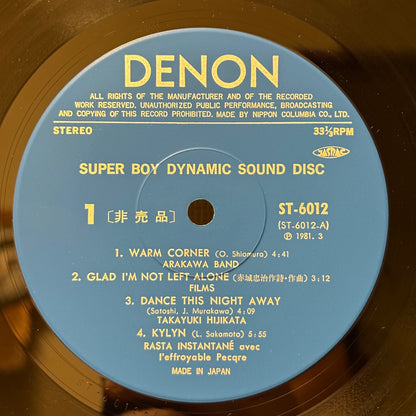 DENON
ALL RIGHTS OF THE MANUFACTURER AND OF THE RECORDED
WORK RESERVED. UNAUTHORIZED PUBLIC PERFORMANCE, BROADCASTING
AND COPYING OF THIS RECORD PROHIBITED. MADE BY NIPPON COLUMBIA CO., LTD.
STEREO
33⅓RPM
JASRAC
SUPER BOY DYNAMIC SOUND DISC
1 〔非売品〕
ST-6012
(ST-6012-A)
Ⓟ 1981. 3
1. WARM CORNER (O. Shiamura) 4:41
ARAKAWA BAND
2. GLAD I'M NOT LEFT ALONE (赤城忠治作詩・作曲) 3:12
FILMS
3. DANCE THIS NIGHT AWAY
(Satoshi, J. Murakawa) 4:09
TAKAYUKI HIJIKATA
4. KYLYN (L. Sakamoto) 5:55
RASTA INSTANTANÉ avec
l'effroyable Pecqre
MADE IN JAPAN